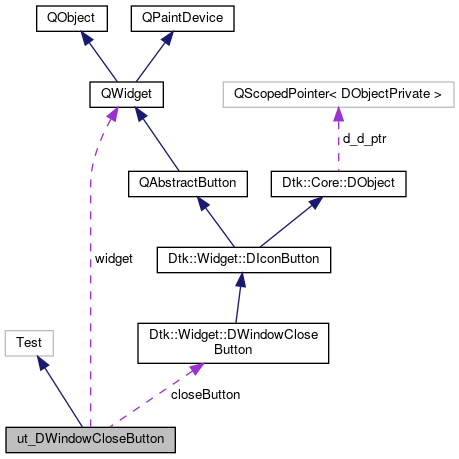 QObject
QPaintDevice
QWidget
QScopedPointer< DObjectPrivate >
d_d_ptr
QAbstractButton
Dtk::Core::DObject
widget
Dtk::Widget::DIconButton
Test
Dtk::Widget::DWindowClose
Button
closeButton
ut_DWindowCloseButton